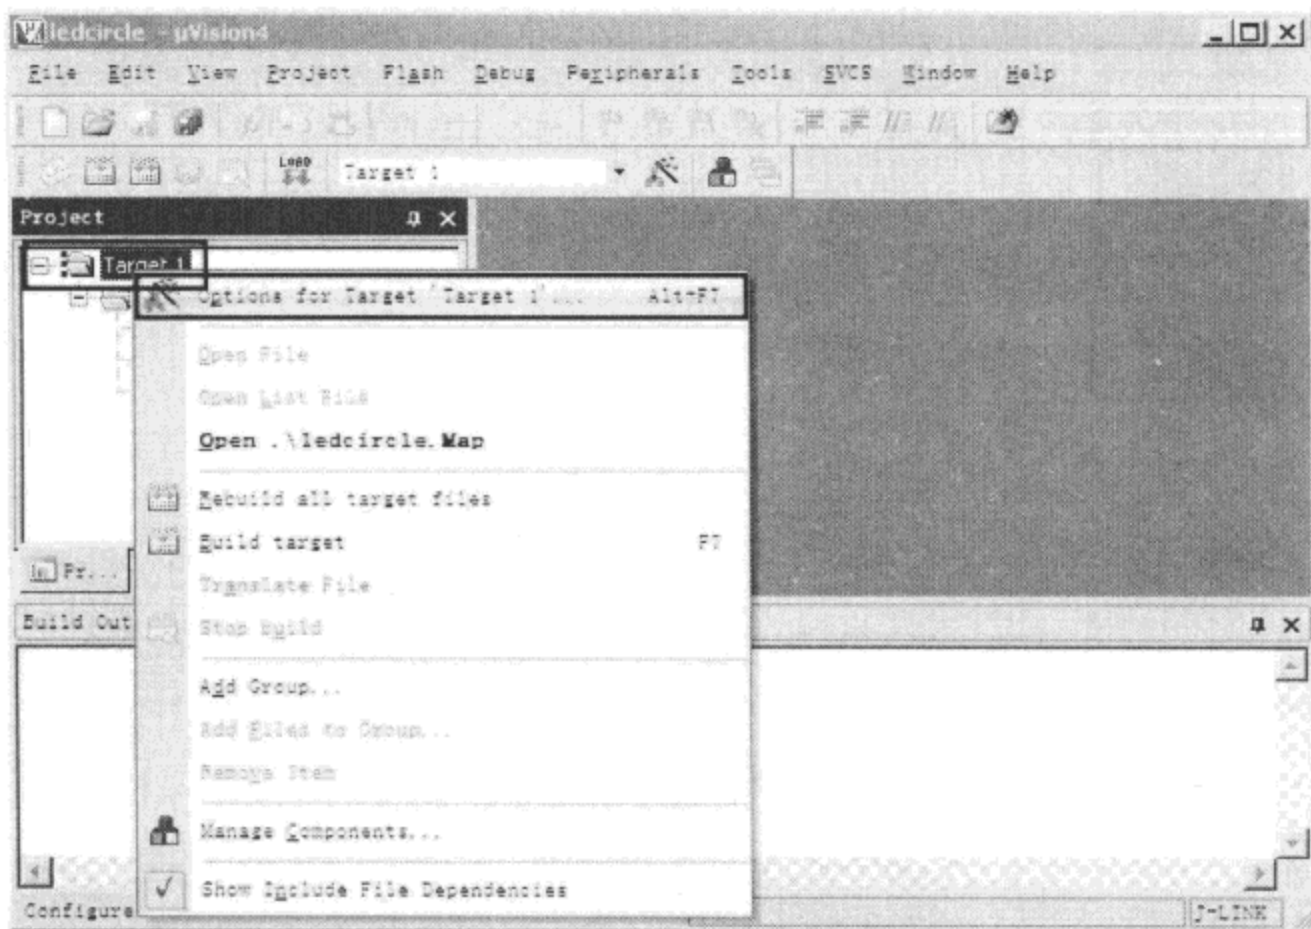 ledcircle - µVision4
File Edit View Project Flash Debug Peripherals Tools SVCS Window Help
LOAD Target 1
Project
Target 1
Options for Target 'Target 1'... Alt+F7
Open File
Open List File
Open .\ledcircle.Map
Rebuild all target files
Build target F7
Pr...
Translate File
Build Out
Stop build
Add Group...
Add Files to Group...
Remove Item
Manage Components...
Show Include File Dependencies
Configure
J-LINK